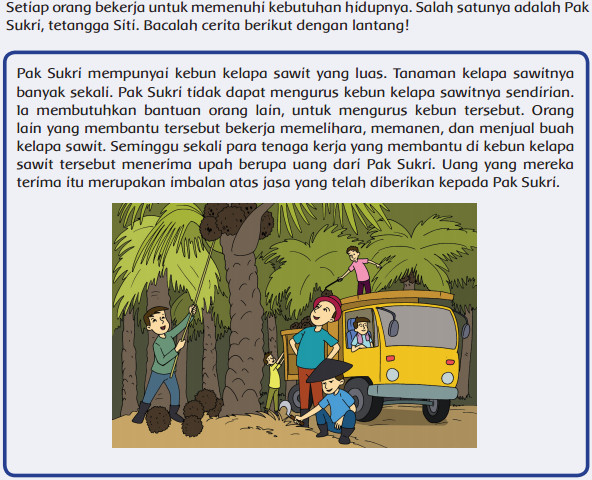 Setiap orang bekerja untuk memenuhi kebutuhan hidupnya. Salah satunya adalah Pak
Sukri, tetangga Siti. Bacalah cerita berikut dengan lantang!
Pak Sukri mempunyai kebun kelapa sawit yang luas. Tanaman kelapa sawitnya
banyak sekali. Pak Sukri tidak dapat mengurus kebun kelapa sawitnya sendirian.
Ia membutuhkan bantuan orang lain, untuk mengurus kebun tersebut. Orang
lain yang membantu tersebut bekerja memelihara, memanen, dan menjual buah
kelapa sawit. Seminggu sekali para tenaga kerja yang membantu di kebun kelapa
sawit tersebut menerima upah berupa uang dari Pak Sukri. Uang yang mereka
terima itu merupakan imbalan atas jasa yang telah diberikan kepada Pak Sukri.